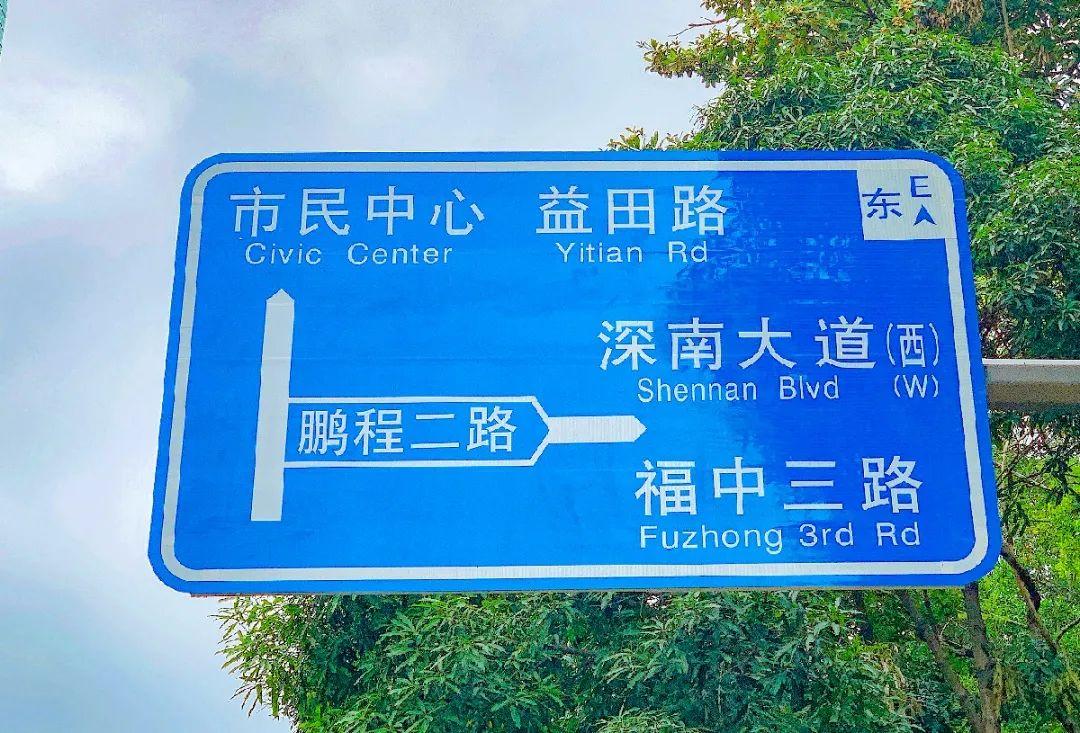 市民中心 益田路
Civic Center Yitian Rd
东 E
深南大道(西)
Shennan Blvd (W)
鹏程二路
福中三路
Fuzhong 3rd Rd